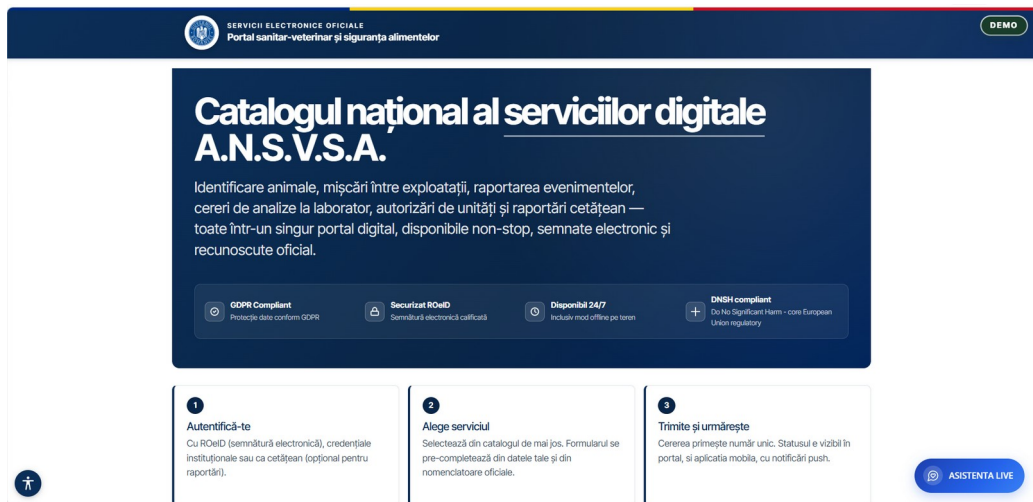 SERVICII ELECTRONICE OFICIALE
Portal sanitar-veterinar și siguranța alimentelor
DEMO
Catalogul național al serviciilor digitale
A.N.S.V.S.A.
Identificare animale, mișcări între exploatații, raportarea evenimentelor,
cereri de analize la laborator, autorizări de unități și raportări cetățean —
toate într-un singur portal digital, disponibile non-stop, semnate electronic și
recunoscute oficial.
GDPR Compliant
Protecție date conform GDPR
Securizat ROeID
Semnătură electronică calificată
Disponibil 24/7
Inclusiv mod offline pe teren
DNSH compliant
Do No Significant Harm - core European
Union regulatory
1
Autentifică-te
Cu ROeID (semnătură electronică), credențiale
instituționale sau ca cetățean (opțional pentru
raportări).
2
Alege serviciul
Selectează din catalogul de mai jos. Formularul se
pre-completează din datele tale și din
nomenclatoare oficiale.
3
Trimite și urmărește
Cererea primește număr unic. Statusul e vizibil în
portal, si aplicatia mobila, cu notificări push.
ASISTENTA LIVE